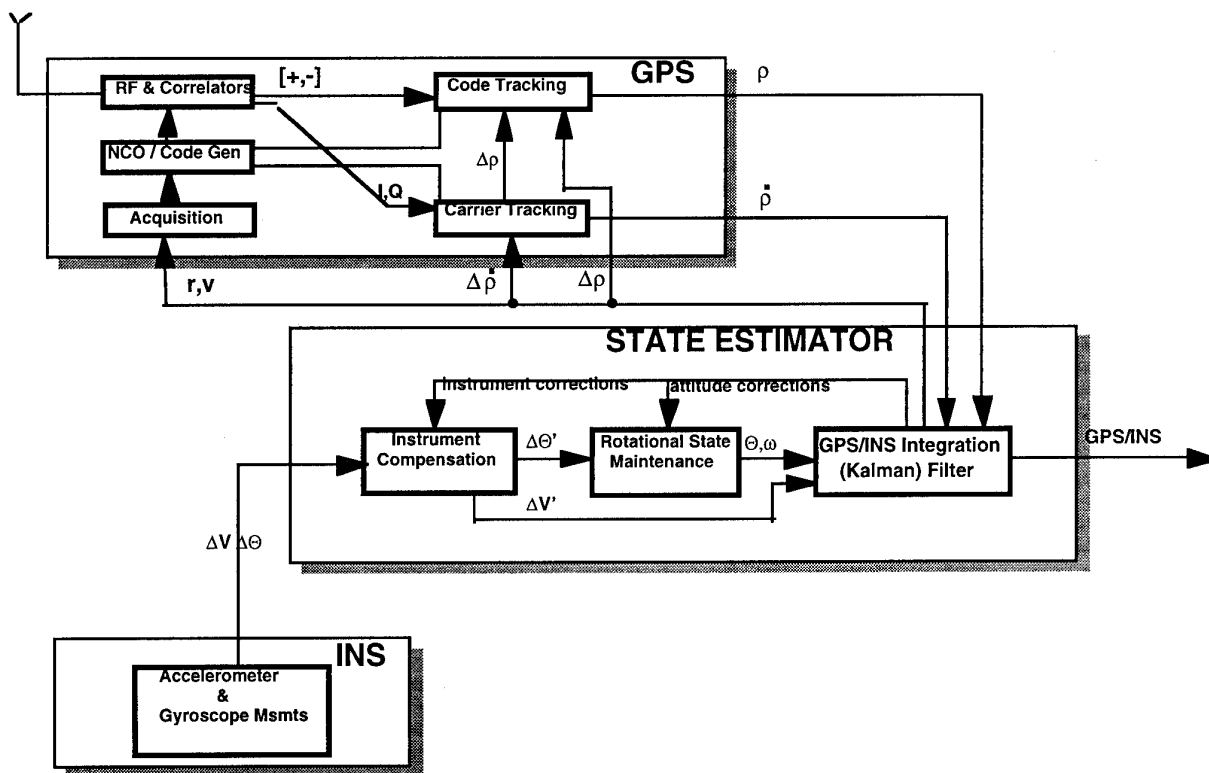 GPS
RF & Correlators
[+,-]
Code Tracking
ρ
NCO / Code Gen
Δρ
I,Q
Acquisition
Carrier Tracking
ρ̇
r,v
Δρ̇
Δρ
STATE ESTIMATOR
instrument corrections
attitude corrections
Instrument
Compensation
ΔΘ'
Rotational State
Maintenance
Θ,ω
GPS/INS Integration
(Kalman) Filter
GPS/INS
ΔV'
ΔV ΔΘ
INS
Accelerometer
&
Gyroscope Msmts